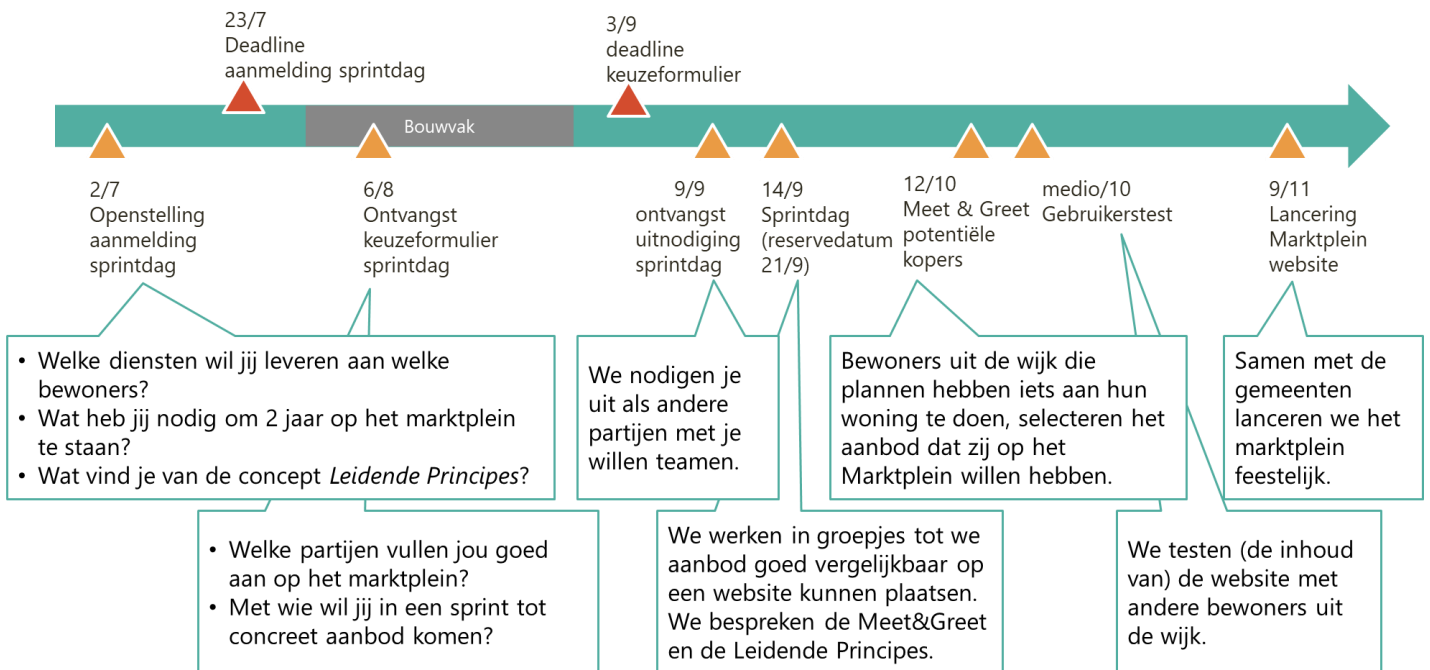 23/7
Deadline
aanmelding sprintdag
3/9
deadline
keuzeformulier
Bouwvak
2/7
Openstelling
aanmelding
sprintdag
6/8
Ontvangst
keuzeformulier
sprintdag
9/9
ontvangst
uitnodiging
sprintdag
14/9
Sprintdag
(reservedatum
21/9)
12/10
Meet & Greet
potentiële
kopers
medio/10
Gebruikerstest
9/11
Lancering
Marktplein
website
• Welke diensten wil jij leveren aan welke
bewoners?
• Wat heb jij nodig om 2 jaar op het marktplein
te staan?
• Wat vind je van de concept Leidende Principes?
We nodigen je
uit als andere
partijen met je
willen teamen.
Bewoners uit de wijk die
plannen hebben iets aan hun
woning te doen, selecteren het
aanbod dat zij op het
Marktplein willen hebben.
Samen met de
gemeenten
lanceren we het
marktplein
feestelijk.
• Welke partijen vullen jou goed
aan op het marktplein?
• Met wie wil jij in een sprint tot
concreet aanbod komen?
We werken in groepjes tot we
aanbod goed vergelijkbaar op
een website kunnen plaatsen.
We bespreken de Meet&Greet
en de Leidende Principes.
We testen (de inhoud
van) de website met
andere bewoners uit
de wijk.